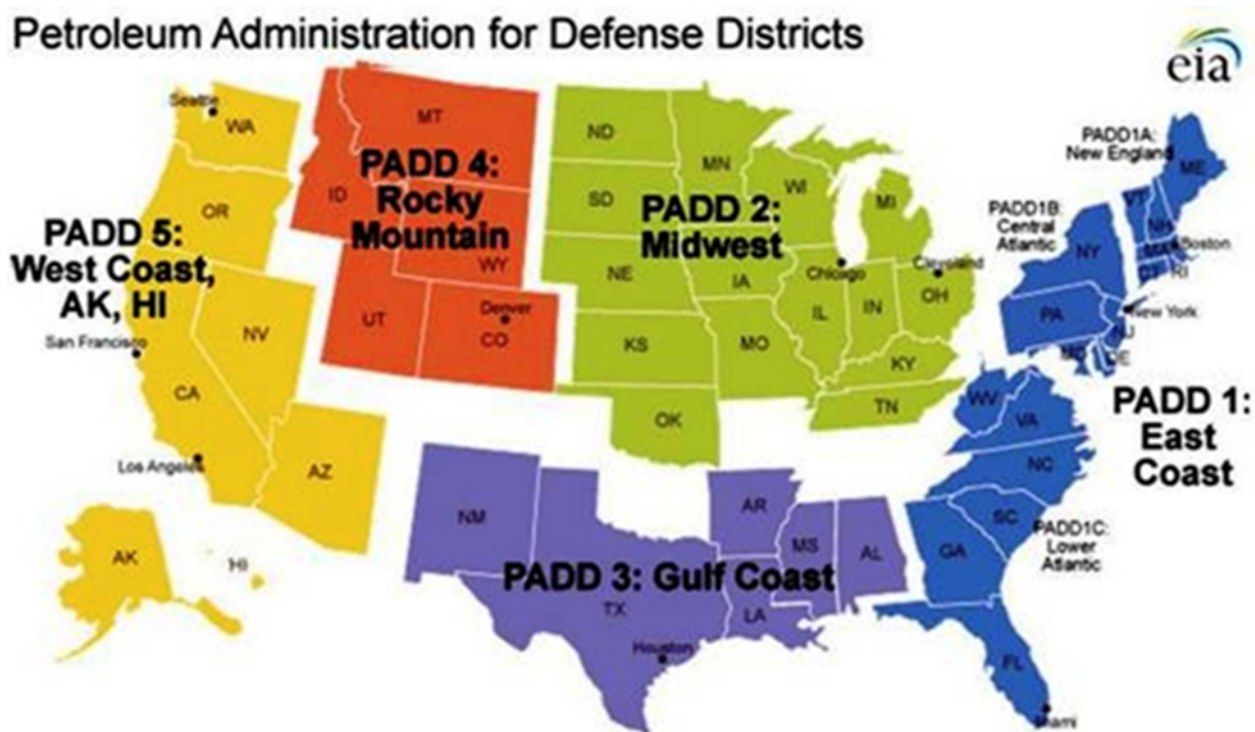 Petroleum Administration for Defense Districts
eia
Seattle
WA
OR
PADD 5:
West Coast,
AK, HI
San Francisco
NV
CA
Los Angeles
AZ
AK
HI
MT
PADD 4:
ID
Rocky
Mountain
WY
UT
Denver
CO
ND
MN
SD
WI
MI
PADD 2:
Midwest
NE
IA
Chicago
Cleveland
IL
IN
OH
KS
MO
KY
OK
TN
PADD1A:
New England
ME
VT
NH
PADD1B:
Central
Atlantic
NY
MA
Boston
CT
RI
PA
New York
NJ
MD
DE
PADD 1:
East
Coast
WV
VA
NC
SC
PADD1C:
Lower
Atlantic
GA
FL
Miami
NM
AR
MS
AL
PADD 3: Gulf Coast
TX
LA
Houston